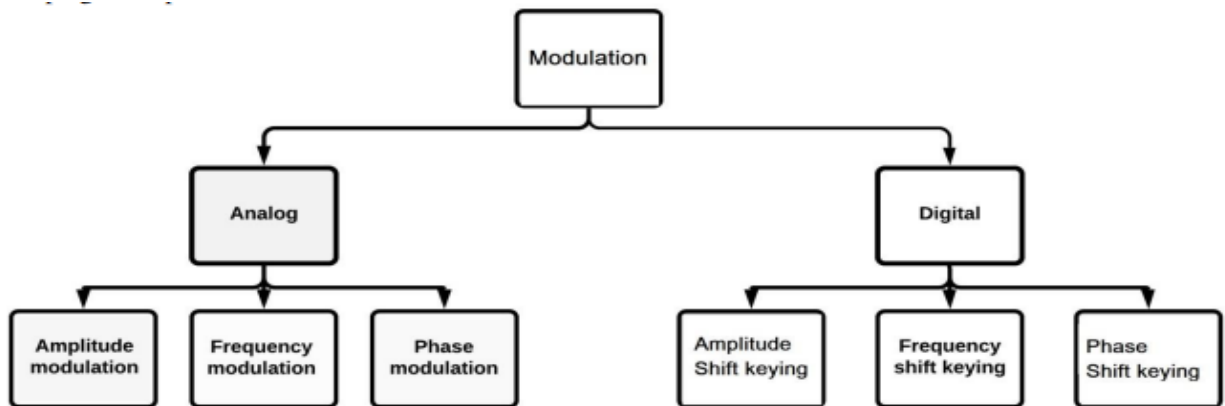 Modulation
Analog
Digital
Amplitude
modulation
Frequency
modulation
Phase
modulation
Amplitude
Shift keying
Frequency
shift keying
Phase
Shift keying